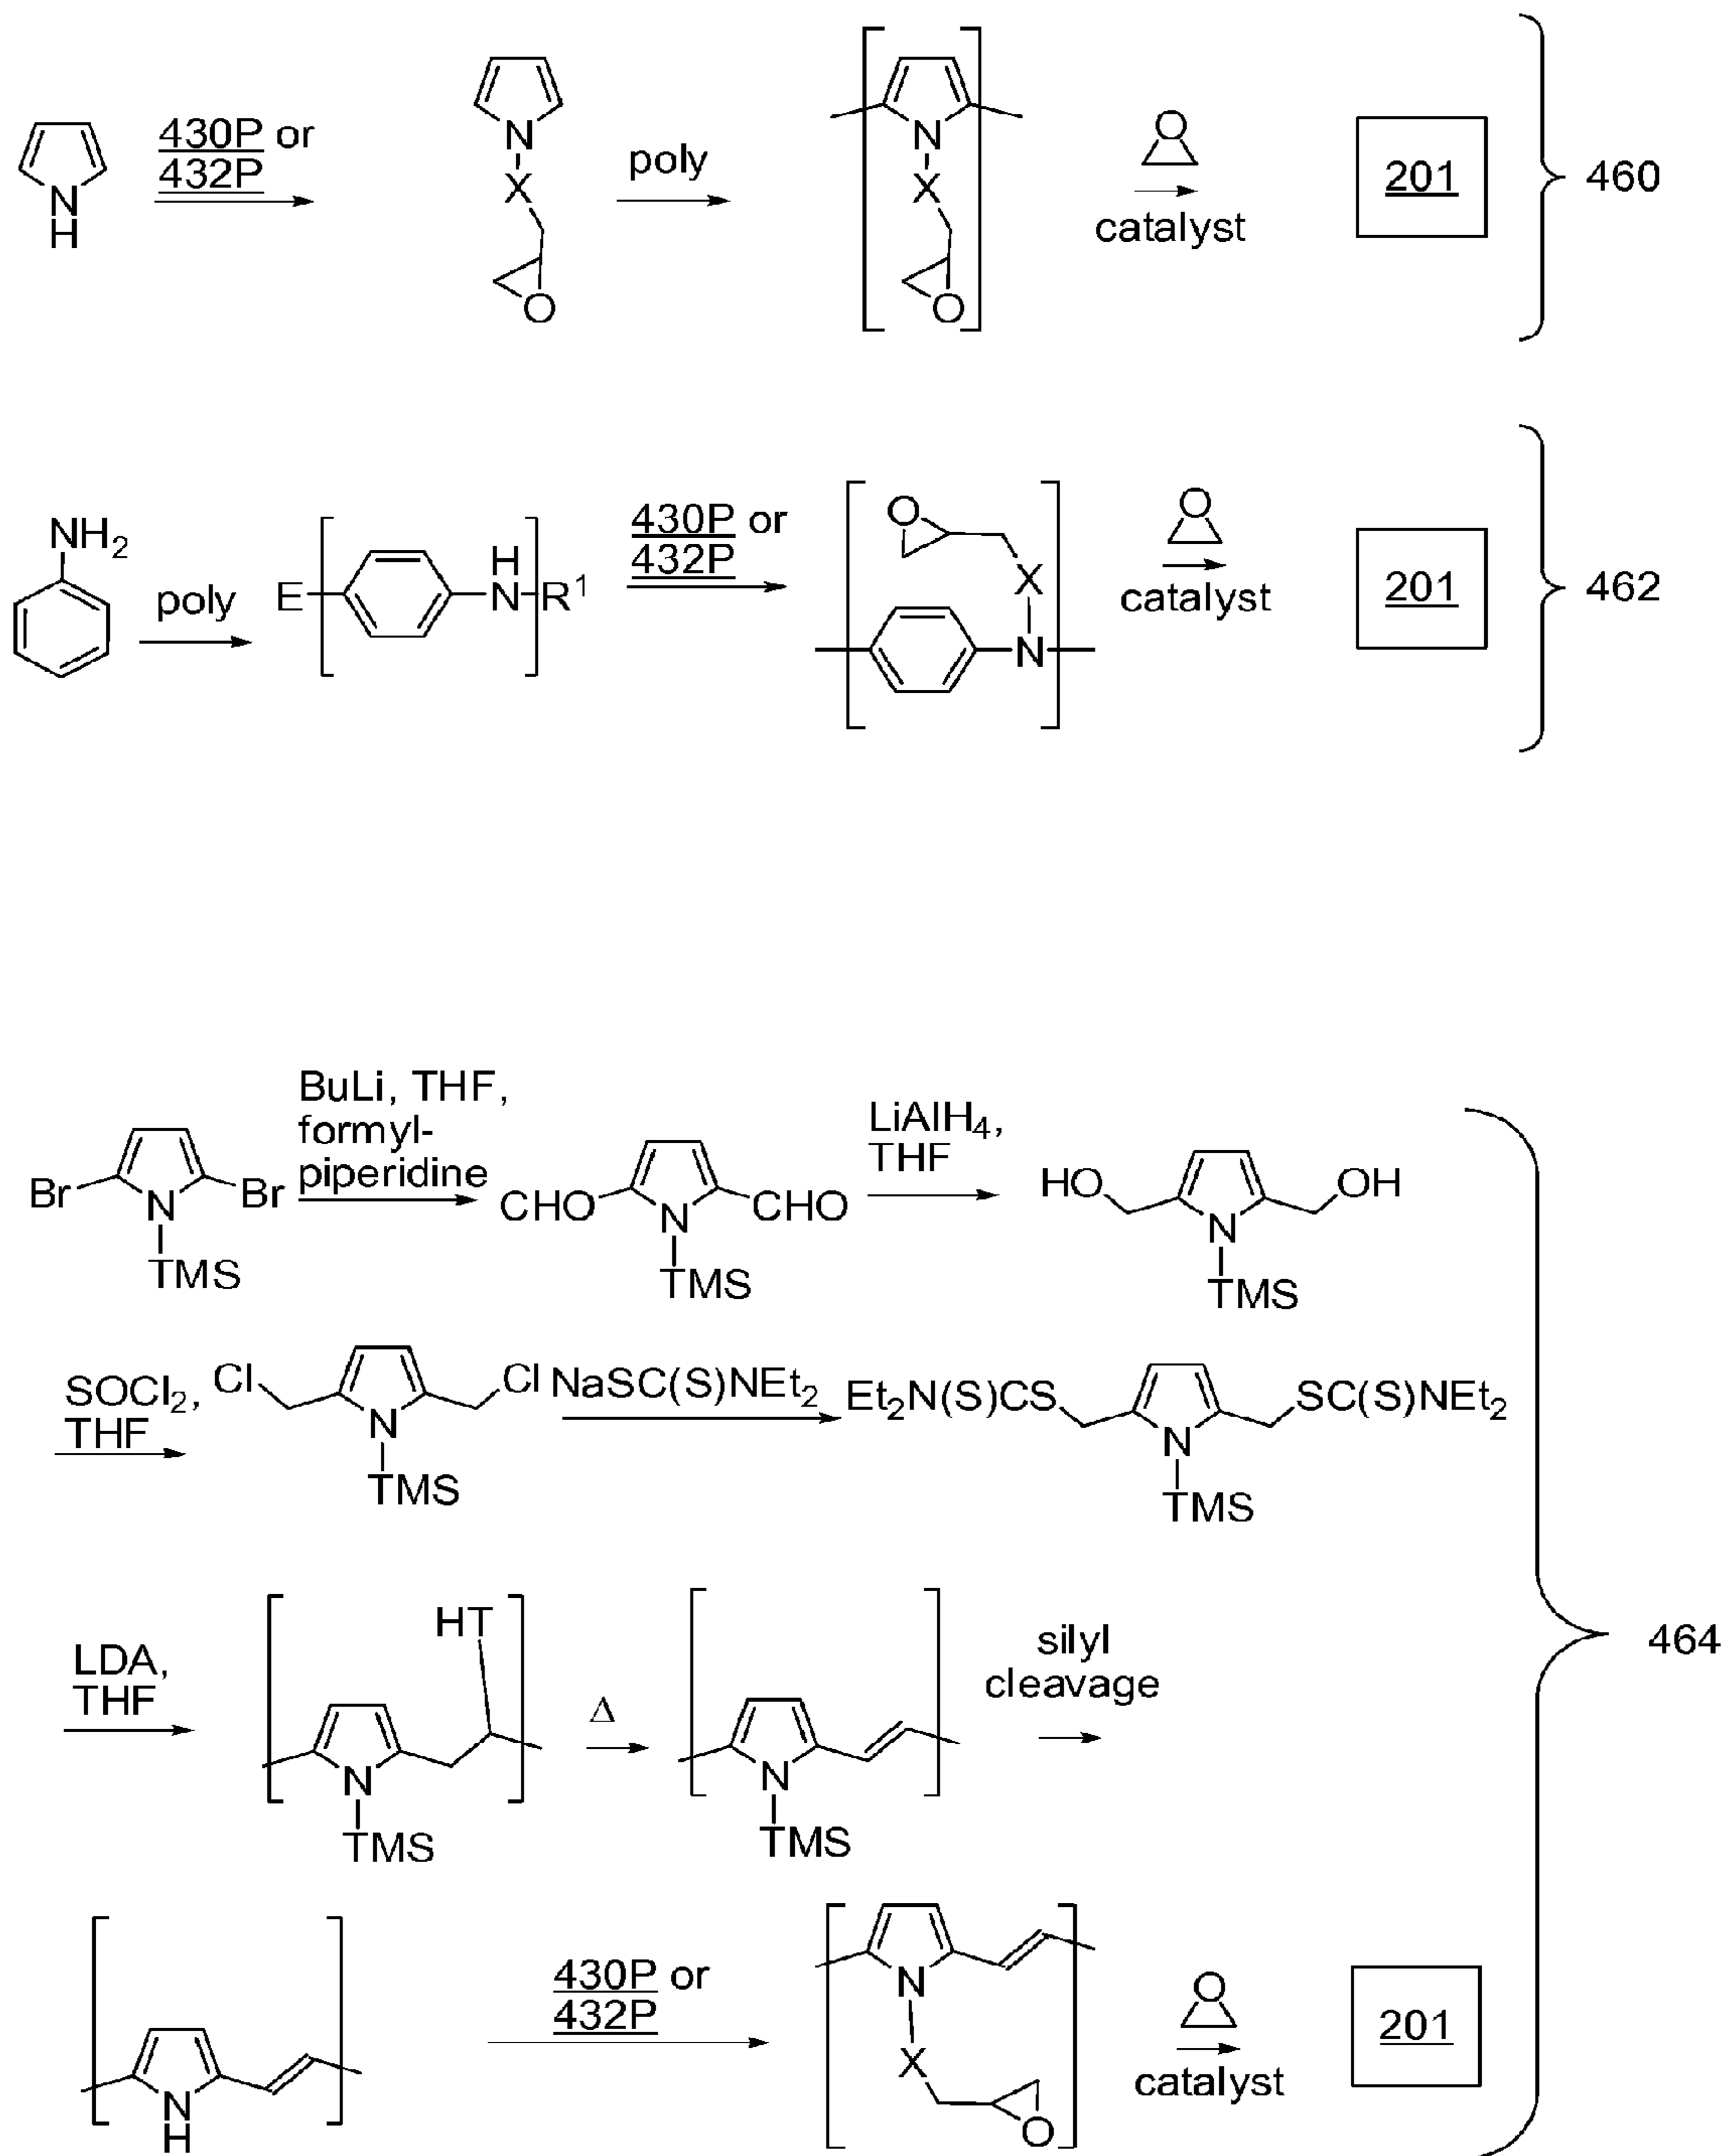 430P or
432P
N
H
N
X
O
poly
N
X
O
O
catalyst
201
460
NH2
poly
E
H
N
R1
430P or
432P
O
X
N
O
catalyst
201
462
Br
N
Br
TMS
BuLi, THF,
formyl-
piperidine
CHO
N
CHO
TMS
LiAlH4,
THF
HO
N
OH
TMS
SOCl2,
THF
Cl
N
Cl
TMS
NaSC(S)NEt2
Et2N(S)CS
N
SC(S)NEt2
TMS
LDA,
THF
HT
N
TMS
Δ
N
TMS
silyl
cleavage
464
N
H
430P or
432P
N
X
O
O
catalyst
201